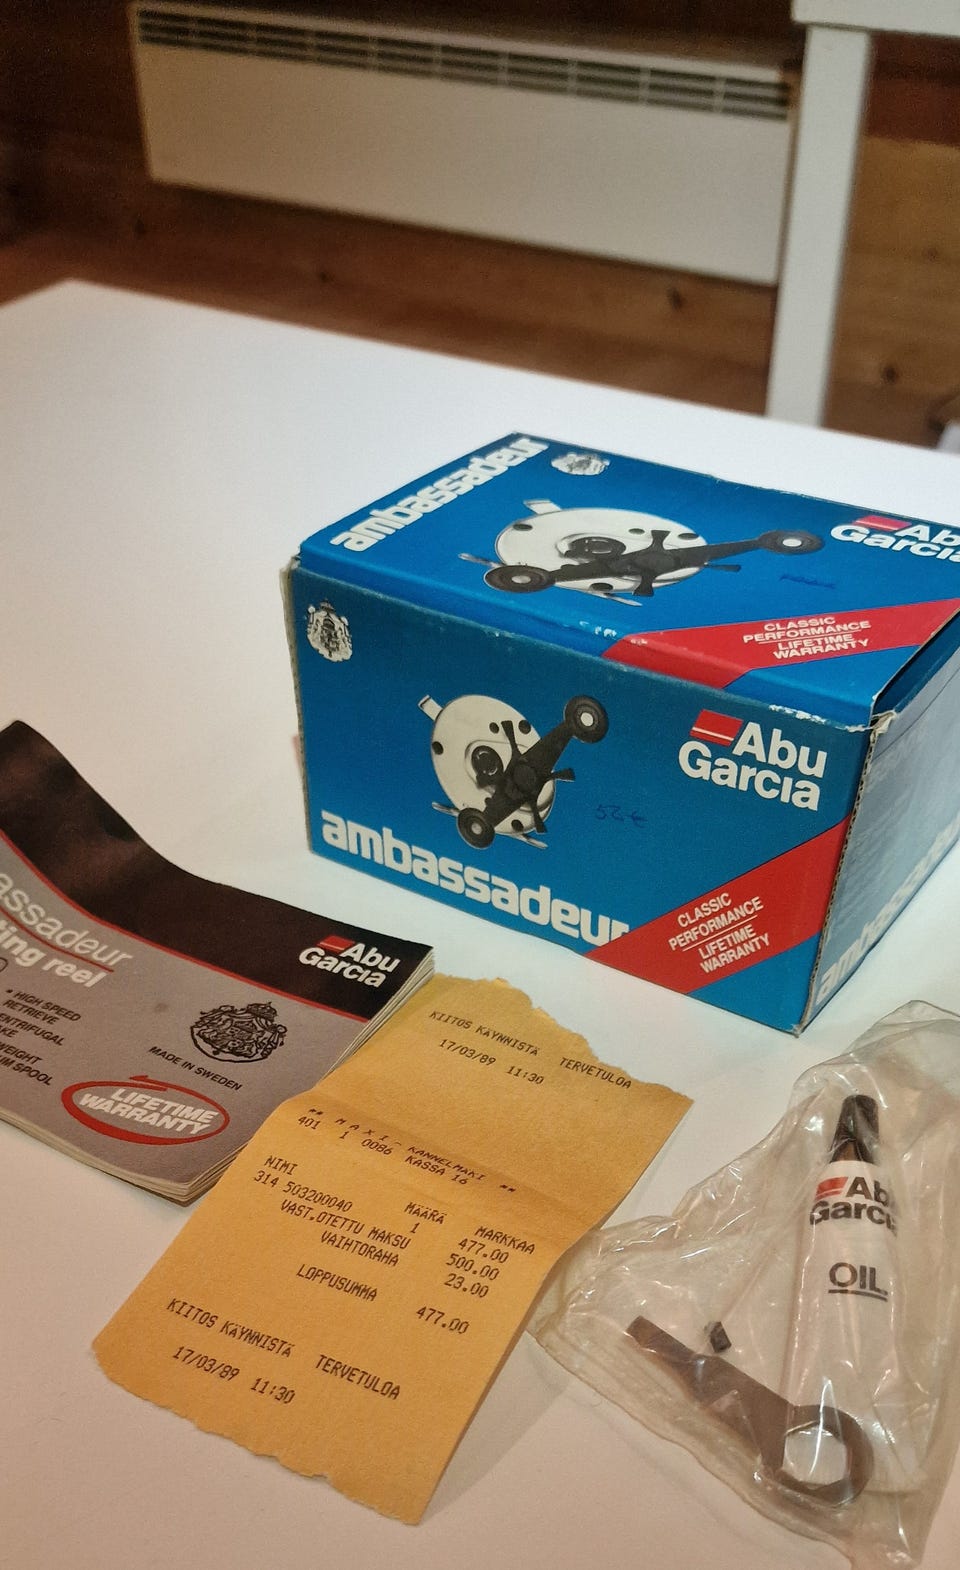 ambassadeur
Abu
Garcia
CLASSIC
PERFORMANCE
LIFETIME
WARRANTY
Abu
Garcia
ambassadeur
CLASSIC
PERFORMANCE
LIFETIME
WARRANTY
ambassadeur
assadeur
ting reel
Abu
Garcia
• HIGH SPEED
RETRIEVE
ENTRIFUGAL
AKE
WEIGHT
UM SPOOL
MADE IN SWEDEN
LIFETIME
WARRANTY
KIITOS KÄYNNISTÄ TERVETULOA
17/03/89 11:30
** M A X I - KANNELMÄKI **
401 1 0086 KASSA 16
NIMI MÄÄRÄ MARKKAA
314 503200040 1 477.00
VAST.OTETTU MAKSU 500.00
VAIHTORAHA 23.00
LOPPUSUMMA 477.00
KIITOS KÄYNNISTÄ TERVETULOA
17/03/89 11:30
Abu
Garcia
OIL